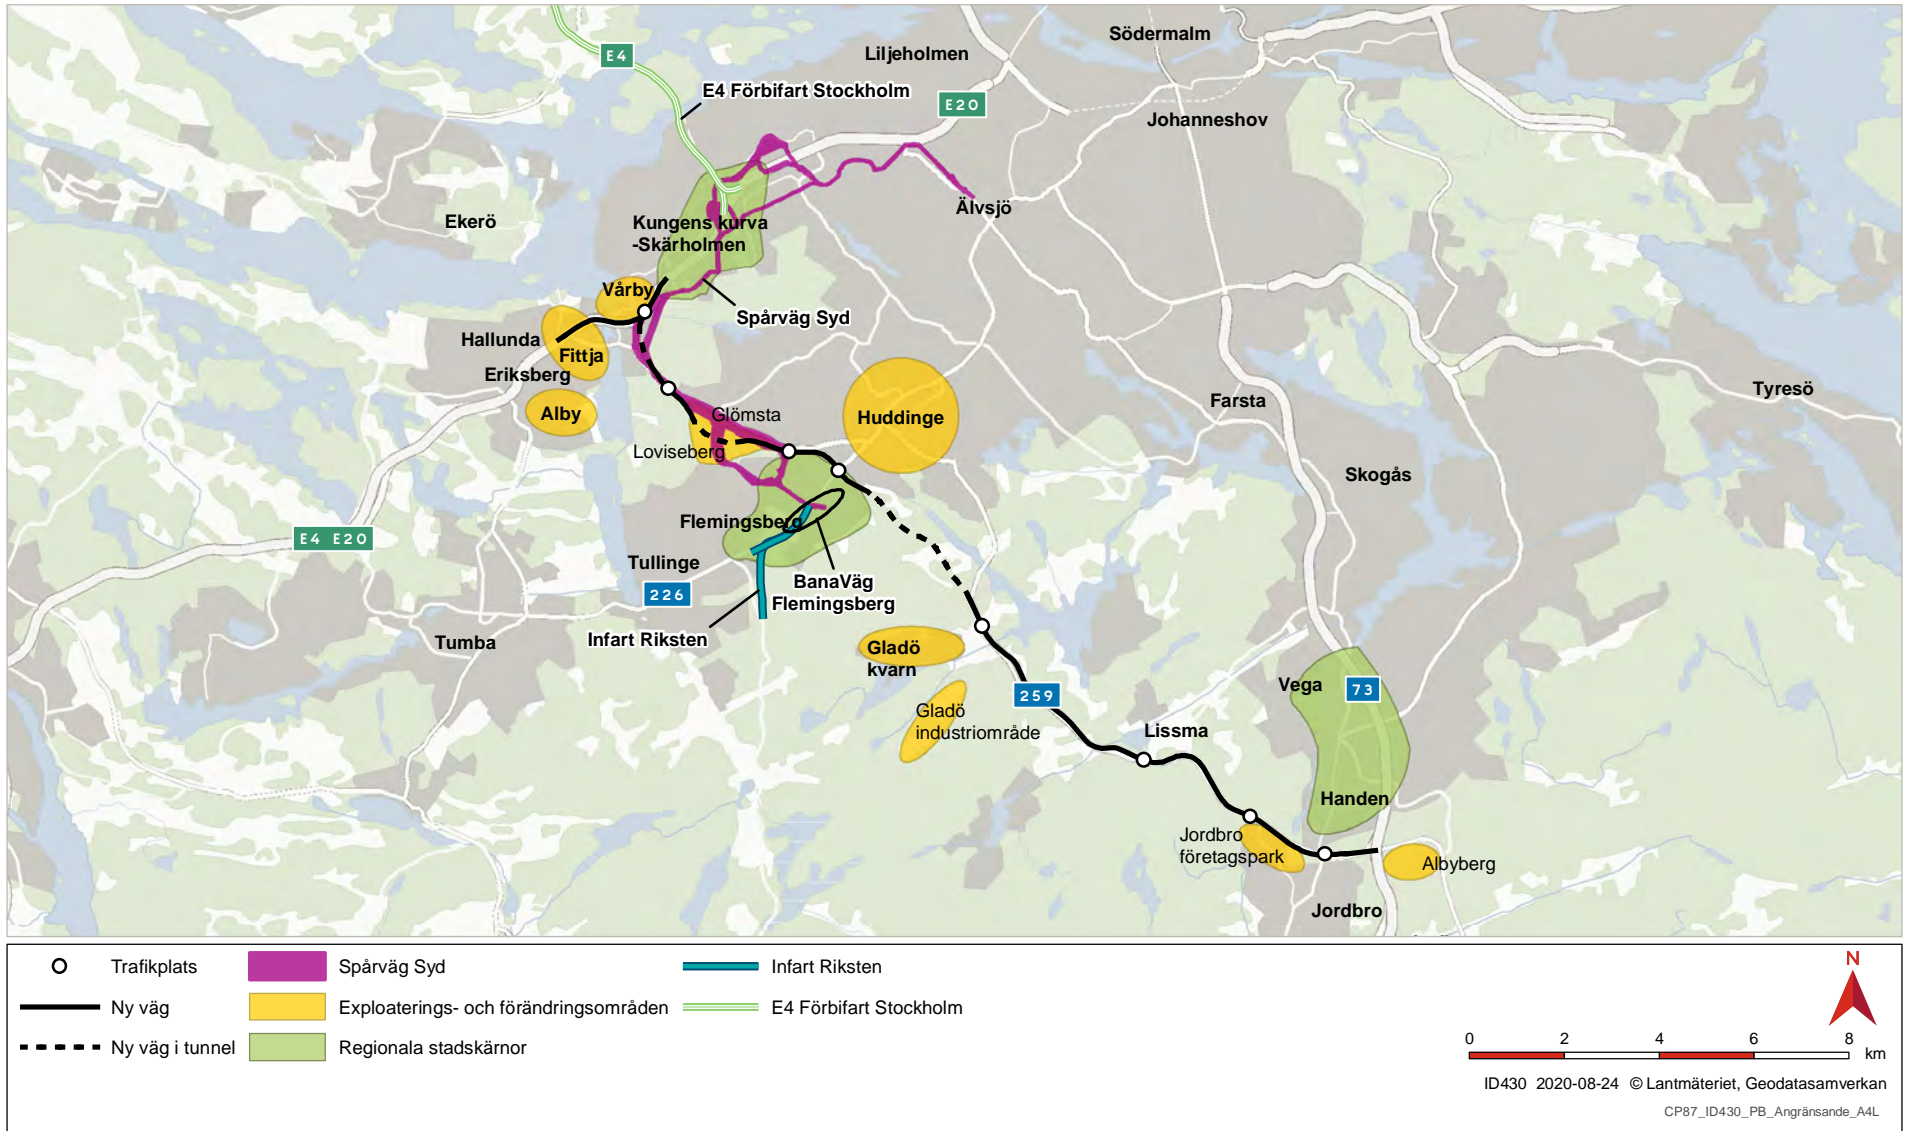 Södermalm
Liljeholmen
E4
E4 Förbifart Stockholm
E20
Johanneshov
Ekerö
Älvsjö
Kungens kurva
-Skärholmen
Vårby
Spårväg Syd
Hallunda
Fittja
Eriksberg
Alby
Glömsta
Huddinge
Farsta
Tyresö
Loviseberg
Skogås
Flemingsberg
E4 E20
Tullinge
BanaVäg
Flemingsberg
226
Infart Riksten
Tumba
Gladö
kvarn
Vega
73
259
Gladö
industriområde
Lissma
Handen
Jordbro
företagspark
Albyberg
Jordbro
Trafikplats
Ny väg
Ny väg i tunnel
Spårväg Syd
Exploaterings- och förändringsområden
Regionala stadskärnor
Infart Riksten
E4 Förbifart Stockholm
N
0 2 4 6 8
km
ID430 2020-08-24 © Lantmäteriet, Geodatasamverkan
CP87_ID430_PB_Angränsande_A4L